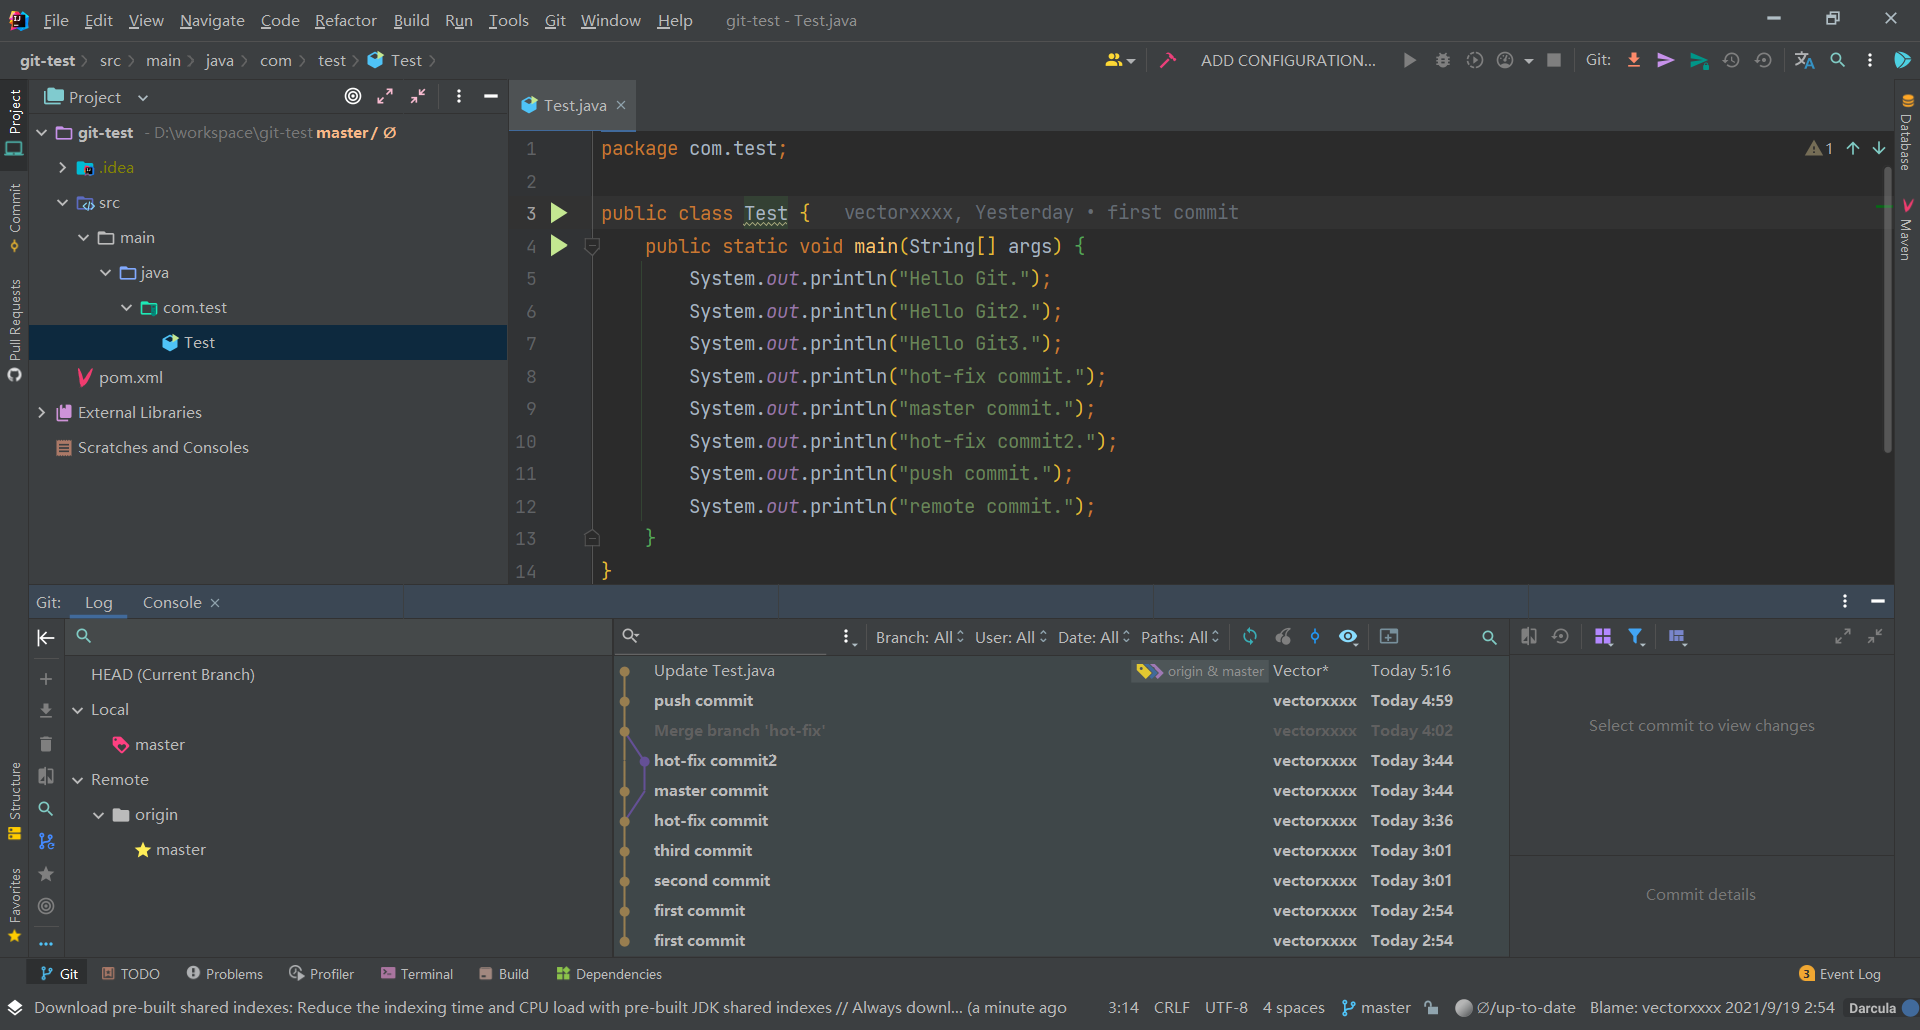 File Edit View Navigate Code Refactor Build Run Tools Git Window Help git-test - Test.java
git-test src main java com test Test ADD CONFIGURATION... Git:
Project
Commit
Pull Requests
Structure
Favorites
Project
git-test - D:\workspace\git-test master / Ø
.idea
src
main
java
com.test
Test
pom.xml
External Libraries
Scratches and Consoles
Test.java
1 package com.test;
2
3 public class Test { vectorxxxx, Yesterday • first commit
4 public static void main(String[] args) {
5 System.out.println("Hello Git.");
6 System.out.println("Hello Git2.");
7 System.out.println("Hello Git3.");
8 System.out.println("hot-fix commit.");
9 System.out.println("master commit.");
10 System.out.println("hot-fix commit2.");
11 System.out.println("push commit.");
12 System.out.println("remote commit.");
13 }
14 }
1
Database
Maven
Git: Log Console
HEAD (Current Branch)
Local
master
Remote
origin
master
Branch: All User: All Date: All Paths: All
Update Test.java origin & master Vector* Today 5:16
push commit vectorxxxx Today 4:59
Merge branch 'hot-fix' vectorxxxx Today 4:02
hot-fix commit2 vectorxxxx Today 3:44
master commit vectorxxxx Today 3:44
hot-fix commit vectorxxxx Today 3:36
third commit vectorxxxx Today 3:01
second commit vectorxxxx Today 3:01
first commit vectorxxxx Today 2:54
first commit vectorxxxx Today 2:54
Select commit to view changes
Commit details
Git TODO Problems Profiler Terminal Build Dependencies 3 Event Log
Download pre-built shared indexes: Reduce the indexing time and CPU load with pre-built JDK shared indexes // Always downl... (a minute ago 3:14 CRLF UTF-8 4 spaces master Ø/up-to-date Blame: vectorxxxx 2021/9/19 2:54 Darcula